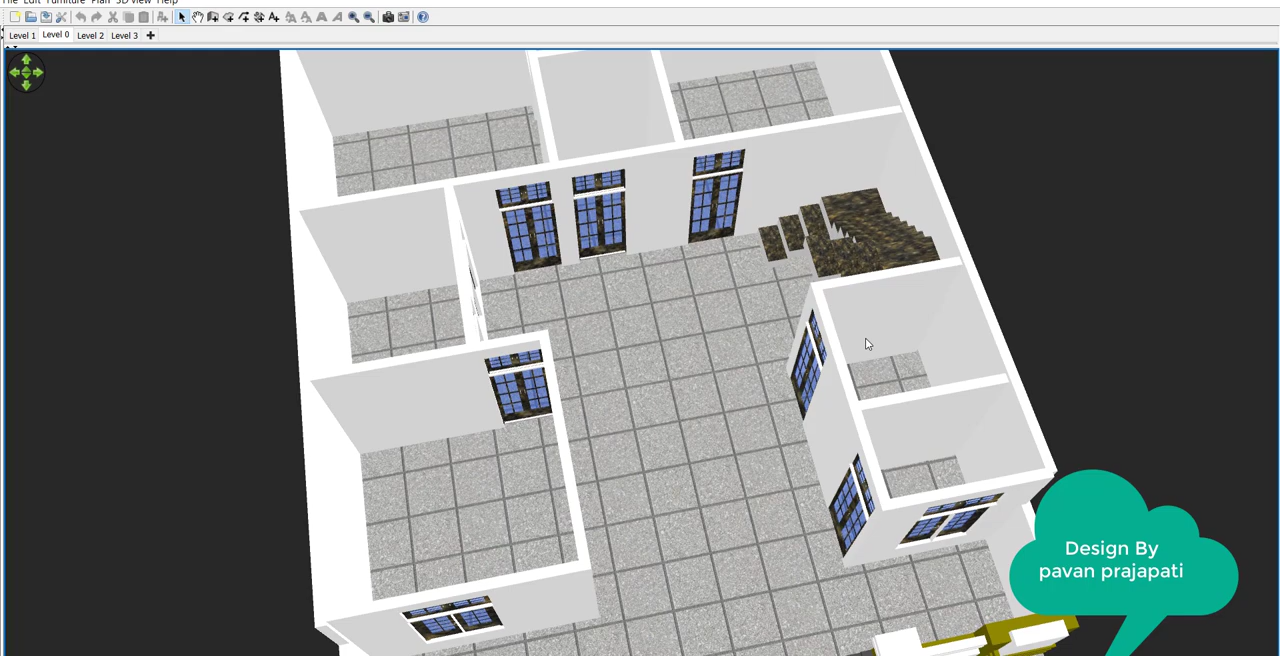 File Edit Furniture Plan 3D view Help
Level 1 Level 0 Level 2 Level 3
Design By
pavan prajapati